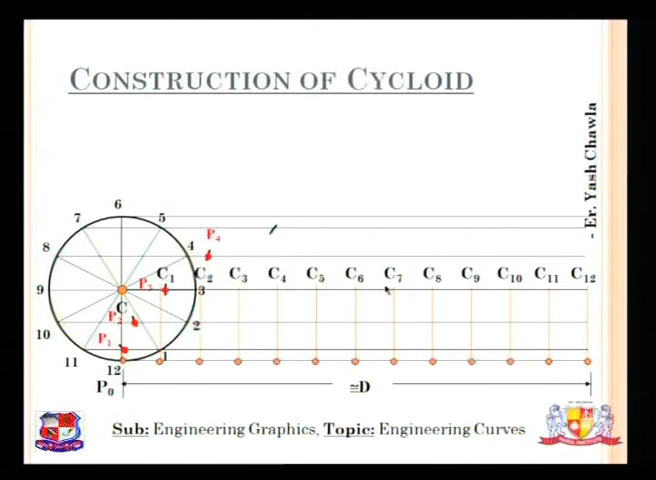 CONSTRUCTION OF CYCLOID
- Er. Yash Chawla
6
7
5
P4
8
4
C1 C2 C3 C4 C5 C6 C7 C8 C9 C10 C11 C12
P3
9
3
C
P2
10
2
P1
11
1
12
P0
≅D
Sub: Engineering Graphics, Topic: Engineering Curves